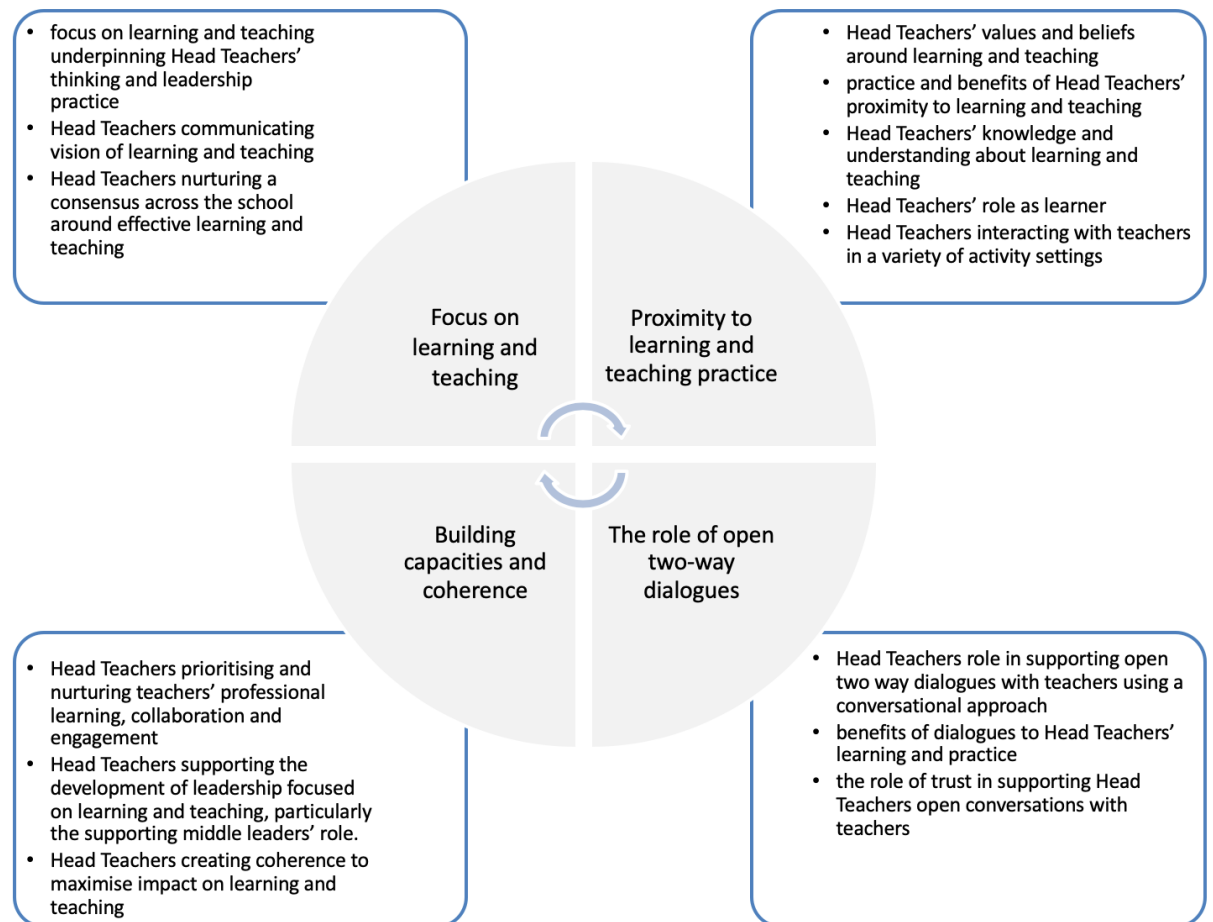 • focus on learning and teaching
underpinning Head Teachers’
thinking and leadership
practice
• Head Teachers communicating
vision of learning and teaching
• Head Teachers nurturing a
consensus across the school
around effective learning and
teaching
• Head Teachers’ values and beliefs
around learning and teaching
• practice and benefits of Head Teachers’
proximity to learning and teaching
• Head Teachers’ knowledge and
understanding about learning and
teaching
• Head Teachers’ role as learner
• Head Teachers interacting with teachers
in a variety of activity settings
Focus on
learning and
teaching
Proximity to
learning and
teaching practice
Building
capacities and
coherence
The role of open
two-way
dialogues
• Head Teachers prioritising and
nurturing teachers’ professional
learning, collaboration and
engagement
• Head Teachers supporting the
development of leadership focused
on learning and teaching, particularly
the supporting middle leaders’ role.
• Head Teachers creating coherence to
maximise impact on learning and
teaching
• Head Teachers role in supporting open
two way dialogues with teachers using a
conversational approach
• benefits of dialogues to Head Teachers’
learning and practice
• the role of trust in supporting Head
Teachers open conversations with
teachers